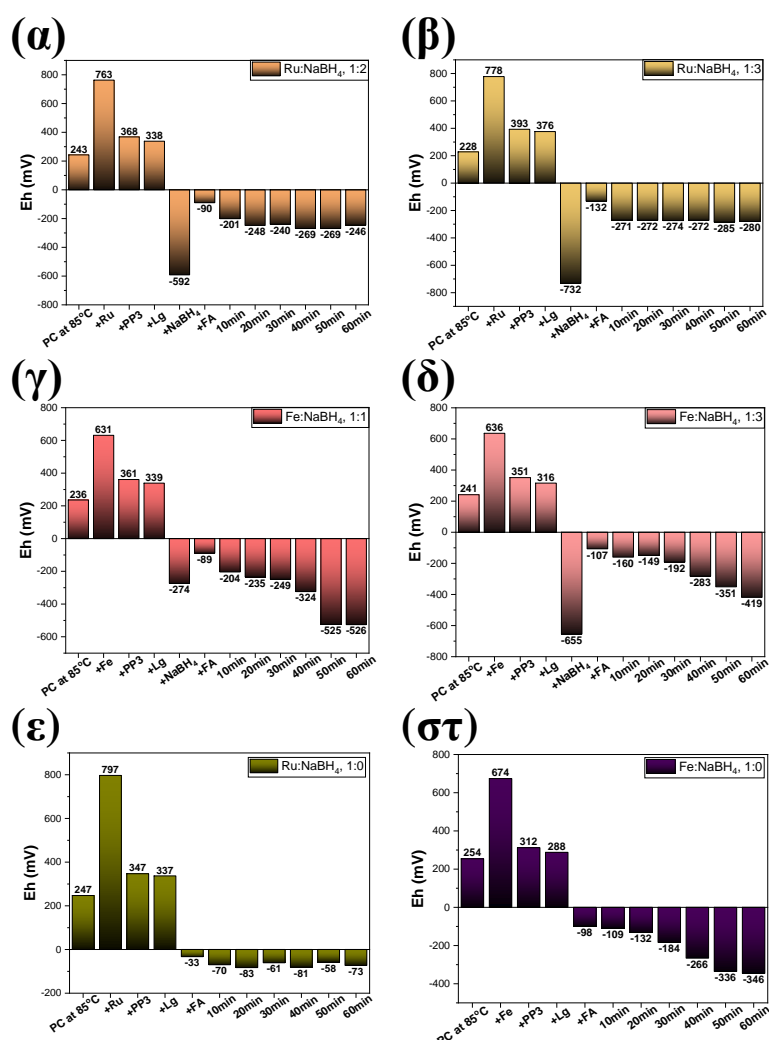 (α)
Ru:NaBH₄, 1:2
Eh (mV)
800
600
400
200
0
-200
-400
-600
-800
243
763
368
338
-592
-90
-201
-248
-240
-269
-269
-246
PC at 85°C
+Ru
+PP3
+Lg
+NaBH₄
+FA
10min
20min
30min
40min
50min
60min
(β)
Ru:NaBH₄, 1:3
Eh (mV)
800
600
400
200
0
-200
-400
-600
-800
228
778
393
376
-732
-132
-271
-272
-274
-272
-285
-280
PC at 85°C
+Ru
+PP3
+Lg
+NaBH₄
+FA
10min
20min
30min
40min
50min
60min
(γ)
Fe:NaBH₄, 1:1
Eh (mV)
800
600
400
200
0
-200
-400
-600
236
631
361
339
-274
-89
-204
-235
-249
-324
-525
-526
PC at 85°C
+Fe
+PP3
+Lg
+NaBH₄
+FA
10min
20min
30min
40min
50min
60min
(δ)
Fe:NaBH₄, 1:3
Eh (mV)
800
600
400
200
0
-200
-400
-600
-800
241
636
351
316
-655
-107
-160
-149
-192
-283
-351
-419
PC at 85°C
+Fe
+PP3
+Lg
+NaBH₄
+FA
10min
20min
30min
40min
50min
60min
(ε)
Ru:NaBH₄, 1:0
Eh (mV)
800
600
400
200
0
-200
247
797
347
337
-33
-70
-83
-61
-81
-58
-73
PC at 85°C
+Ru
+PP3
+Lg
+FA
10min
20min
30min
40min
50min
60min
(στ)
Fe:NaBH₄, 1:0
Eh (mV)
800
600
400
200
0
-200
-400
254
674
312
288
-98
-109
-132
-184
-266
-336
-346
PC at 85°C
+Fe
+PP3
+Lg
+FA
10min
20min
30min
40min
50min
60min